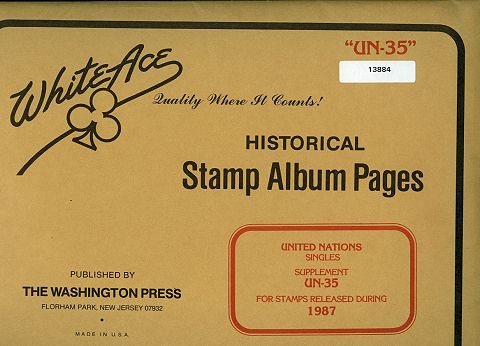 "UN-35"
13884
White-Ace
Quality Where It Counts!
HISTORICAL
Stamp Album Pages
UNITED NATIONS
SINGLES
SUPPLEMENT
UN-35
FOR STAMPS RELEASED DURING
1987
PUBLISHED BY
THE WASHINGTON PRESS
FLORHAM PARK, NEW JERSEY 07932
MADE IN U.S.A.